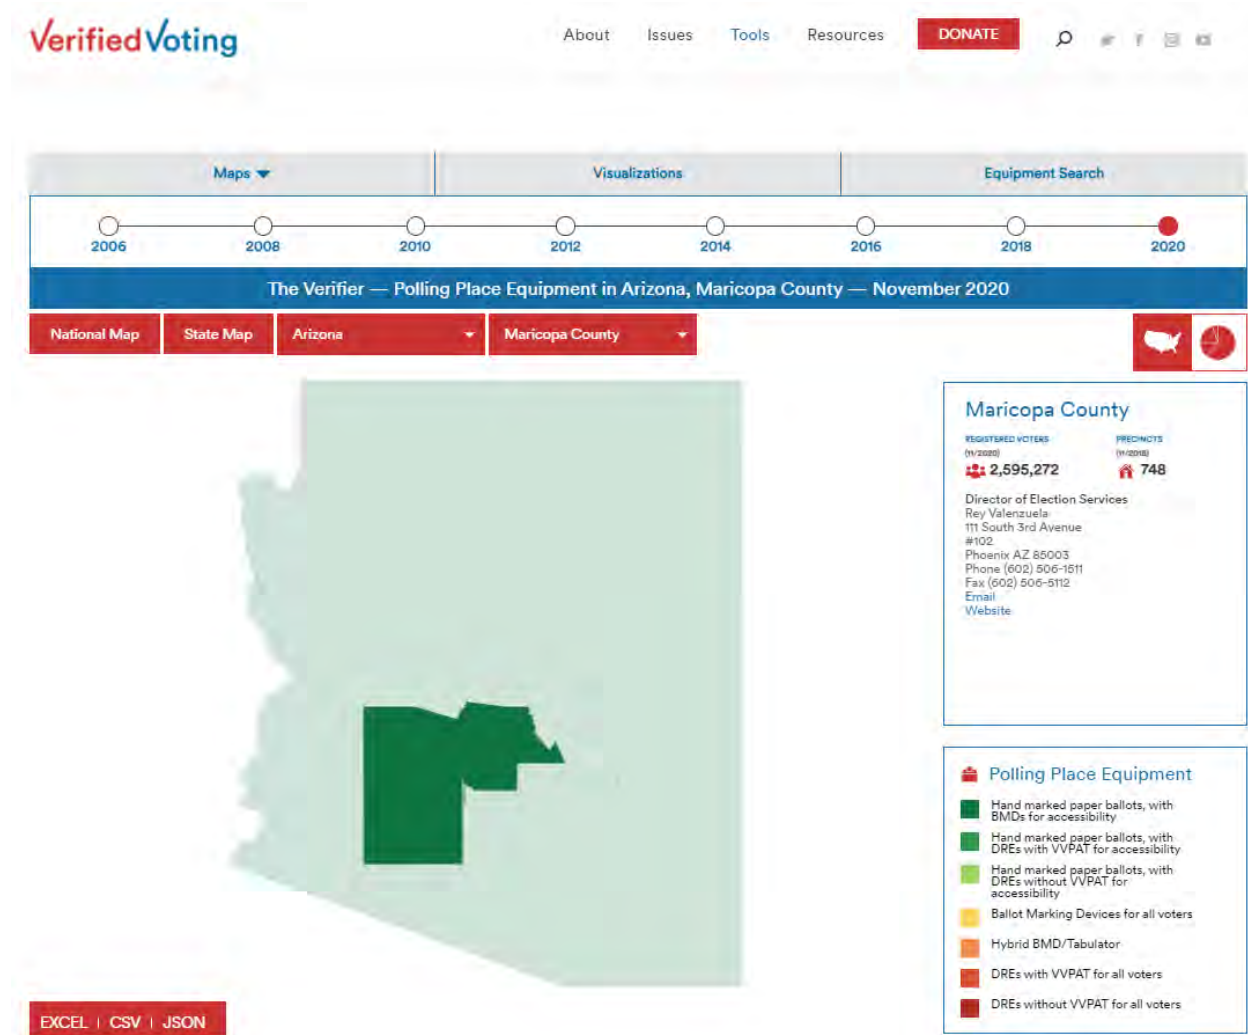 Verified Voting
About Issues Tools Resources DONATE
Maps Visualizations Equipment Search
2006 2008 2010 2012 2014 2016 2018 2020
The Verifier — Polling Place Equipment in Arizona, Maricopa County — November 2020
National Map State Map Arizona Maricopa County
Maricopa County
REGISTERED VOTERS PRECINCTS
(11/2020) (11/2018)
2,595,272 748
Director of Election Services
Rey Valenzuela
111 South 3rd Avenue
#102
Phoenix AZ 85003
Phone (602) 506-1511
Fax (602) 506-5112
Email
Website
Polling Place Equipment
Hand marked paper ballots, with
BMDs for accessibility
Hand marked paper ballots, with
DREs with VVPAT for accessibility
Hand marked paper ballots, with
DREs without VVPAT for
accessibility
Ballot Marking Devices for all voters
Hybrid BMD/Tabulator
DREs with VVPAT for all voters
DREs without VVPAT for all voters
EXCEL | CSV | JSON